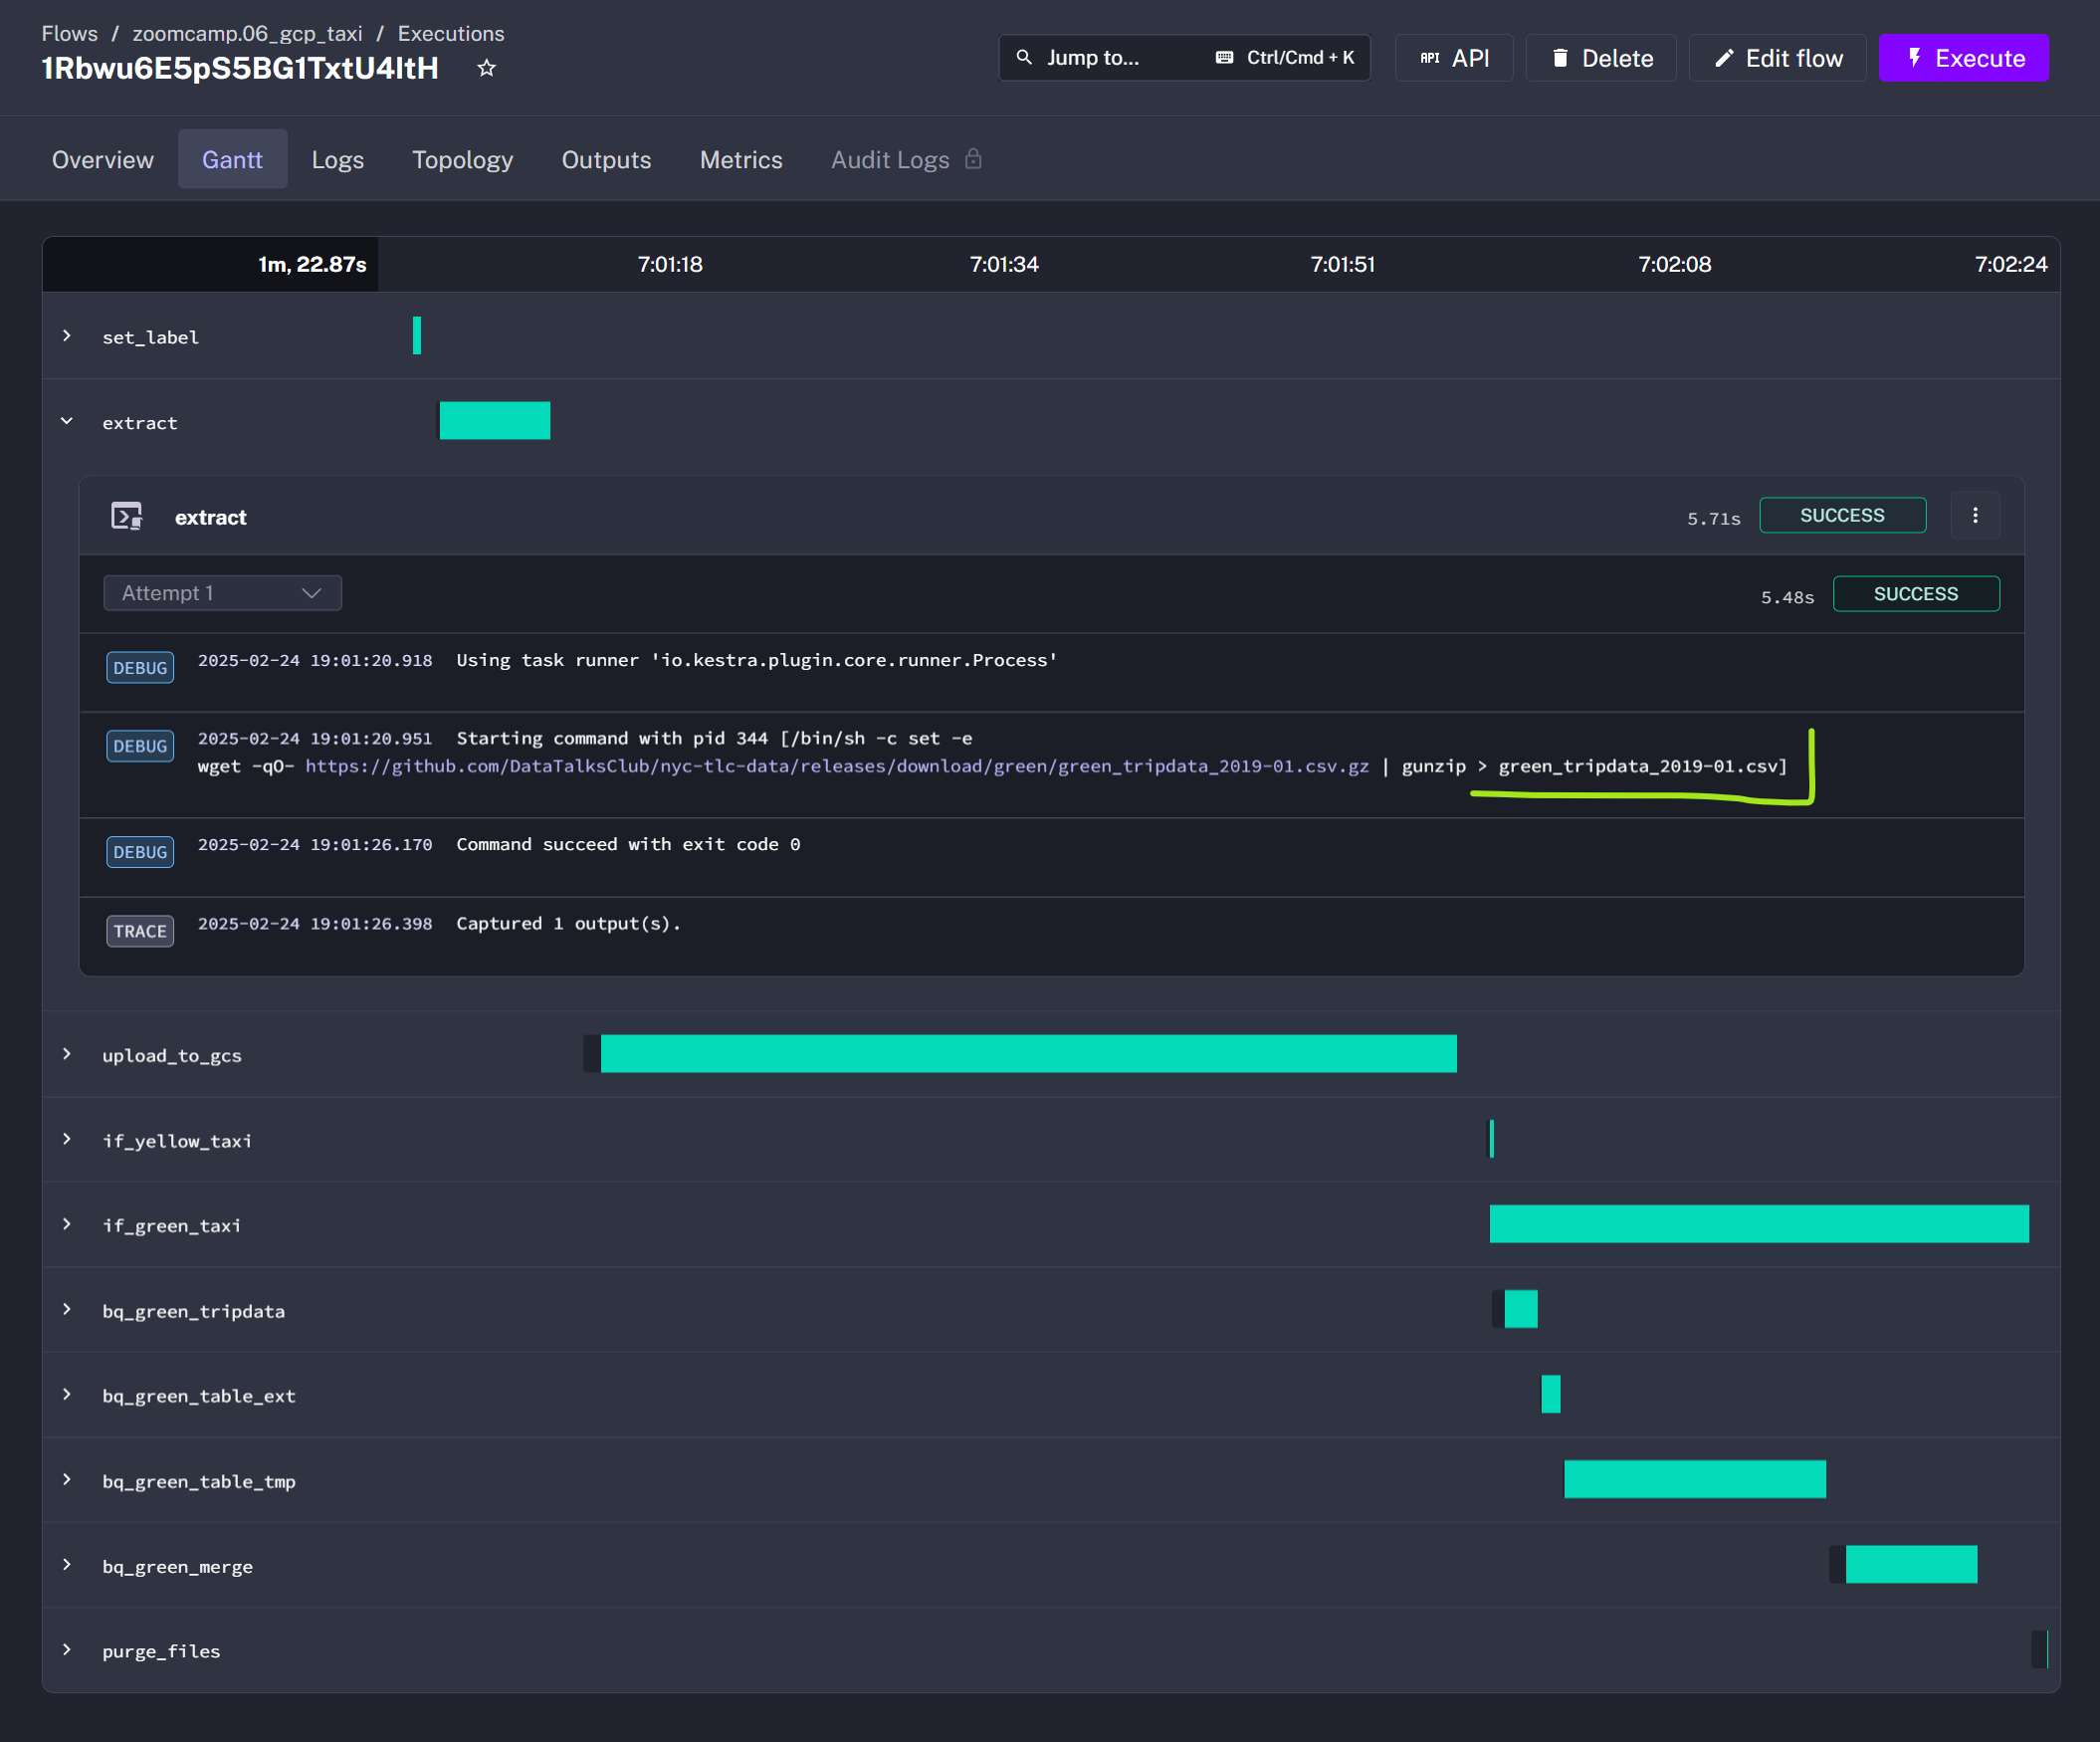 Flows / zoomcamp.06_gcp_taxi / Executions
1Rbwu6E5pS5BG1TxtU4ItH
Jump to... Ctrl/Cmd + K
API API
Delete
Edit flow
Execute
Overview Gantt Logs Topology Outputs Metrics Audit Logs
1m, 22.87s 7:01:18 7:01:34 7:01:51 7:02:08 7:02:24
set_label
extract
extract 5.71s SUCCESS
Attempt 1 5.48s SUCCESS
DEBUG 2025-02-24 19:01:20.918 Using task runner 'io.kestra.plugin.core.runner.Process'
DEBUG 2025-02-24 19:01:20.951 Starting command with pid 344 [/bin/sh -c set -e
wget -qO- https://github.com/DataTalksClub/nyc-tlc-data/releases/download/green/green_tripdata_2019-01.csv.gz | gunzip > green_tripdata_2019-01.csv]
DEBUG 2025-02-24 19:01:26.170 Command succeed with exit code 0
TRACE 2025-02-24 19:01:26.398 Captured 1 output(s).
upload_to_gcs
if_yellow_taxi
if_green_taxi
bq_green_tripdata
bq_green_table_ext
bq_green_table_tmp
bq_green_merge
purge_files